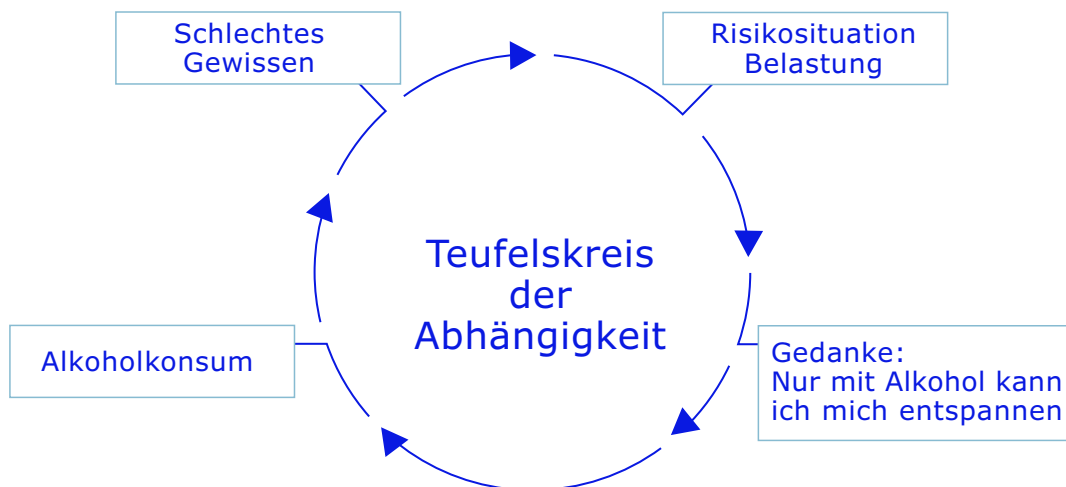 Schlechtes
Gewissen
Risikosituation
Belastung
Teufelskreis
der
Abhängigkeit
Alkoholkonsum
Gedanke:
Nur mit Alkohol kann
ich mich entspannen